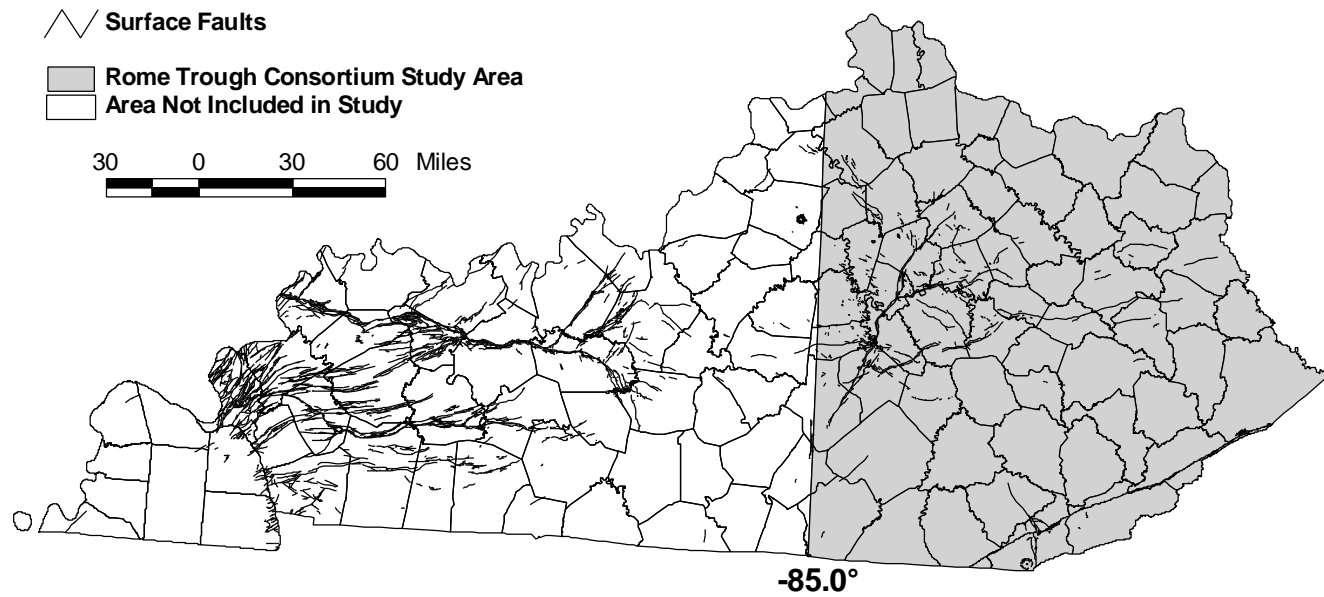 Surface Faults
Rome Trough Consortium Study Area
Area Not Included in Study
30 0 30 60 Miles
-85.0°